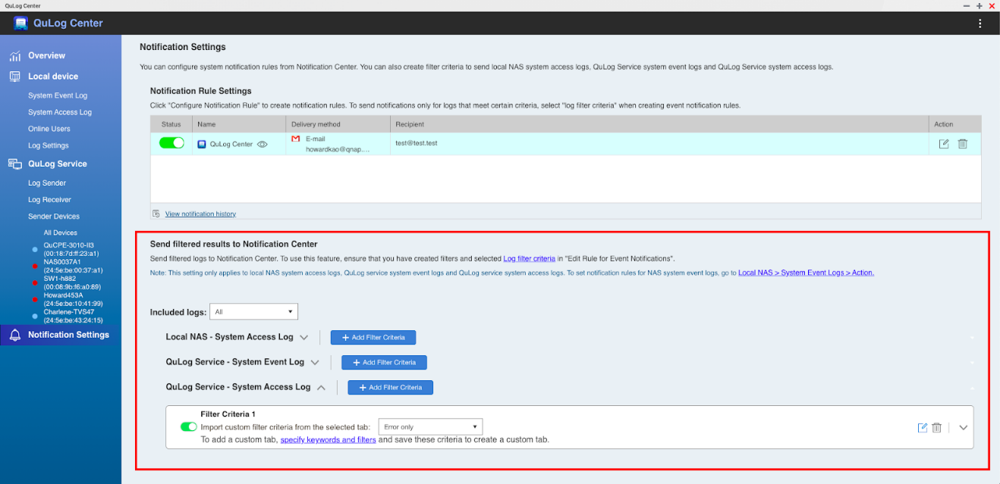 QuLog Center
QuLog Center
Overview
Local device
System Event Log
System Access Log
Online Users
Log Settings
QuLog Service
Log Sender
Log Receiver
Sender Devices
All Devices
QuCPE-3010-II3
(00:18:7d:ff:23:a1)
NAS0037A1
(24:5e:be:00:37:a1)
SW1-h882
(00:08:9b:f6:a0:89)
Howard453A
(24:5e:be:10:41:99)
Charlene-TVS47
(24:5e:be:43:24:15)
Notification Settings
Notification Settings
You can configure system notification rules from Notification Center. You can also create filter criteria to send local NAS system access logs, QuLog Service system event logs and QuLog Service system access logs.
Notification Rule Settings
Click "Configure Notification Rule" to create notification rules. To send notifications only for logs that meet certain criteria, select "log filter criteria" when creating event notification rules.
Status Name Delivery method Recipient Action
QuLog Center E-mail test@test.test
howardkao@qnap....
View notification history
Send filtered results to Notification Center
Send filtered logs to Notification Center. To use this feature, ensure that you have created filters and selected Log filter criteria in "Edit Rule for Event Notifications".
Note: This setting only applies to local NAS system access logs, QuLog service system event logs and QuLog service system access logs. To set notification rules for NAS system event logs, go to Local NAS > System Event Logs > Action.
Included logs: All
Local NAS - System Access Log + Add Filter Criteria
QuLog Service - System Event Log + Add Filter Criteria
QuLog Service - System Access Log + Add Filter Criteria
Filter Criteria 1
Import custom filter criteria from the selected tab: Error only
To add a custom tab, specify keywords and filters and save these criteria to create a custom tab.